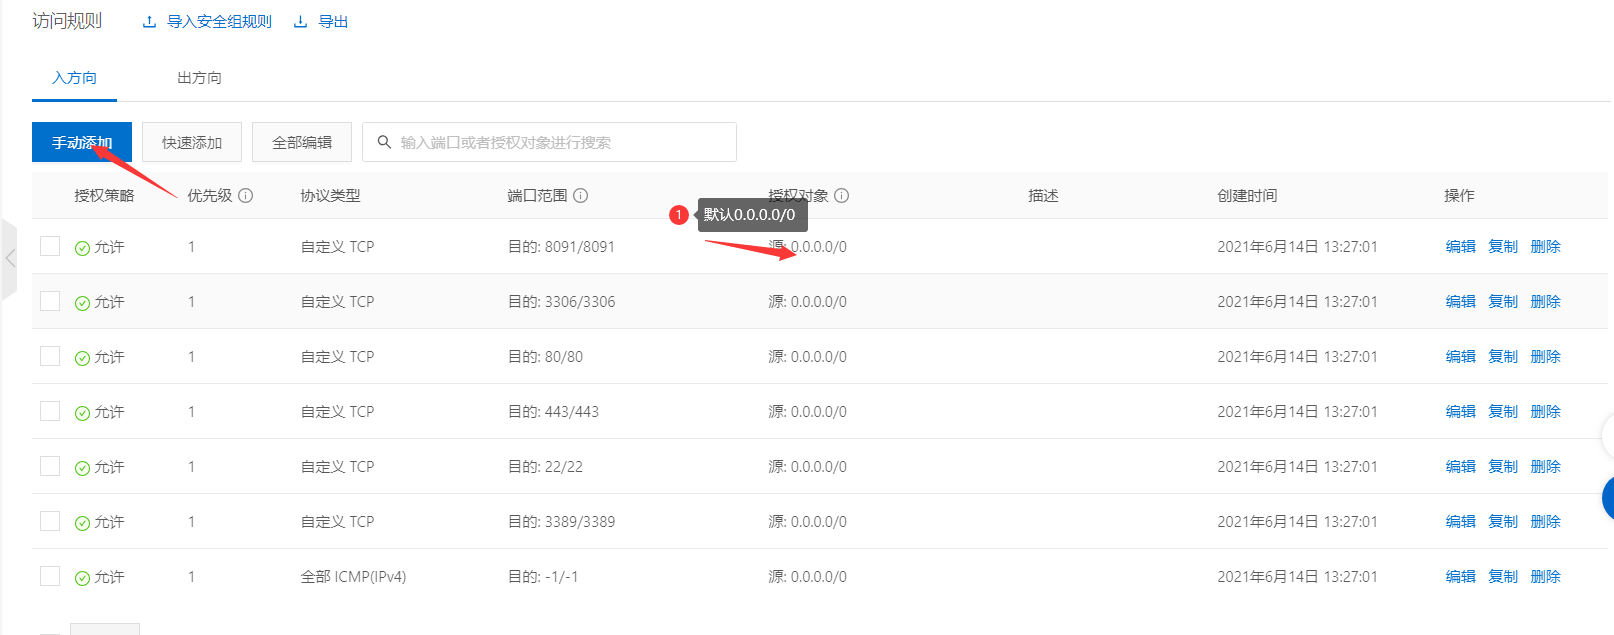 访问规则 导入安全组规则 导出
入方向 出方向
手动添加 快速添加 全部编辑 输入端口或者授权对象进行搜索
授权策略 优先级 协议类型 端口范围 授权对象 描述 创建时间 操作
1 默认0.0.0.0/0
允许 1 自定义 TCP 目的: 8091/8091 源: 0.0.0.0/0 2021年6月14日 13:27:01 编辑 复制 删除
允许 1 自定义 TCP 目的: 3306/3306 源: 0.0.0.0/0 2021年6月14日 13:27:01 编辑 复制 删除
允许 1 自定义 TCP 目的: 80/80 源: 0.0.0.0/0 2021年6月14日 13:27:01 编辑 复制 删除
允许 1 自定义 TCP 目的: 443/443 源: 0.0.0.0/0 2021年6月14日 13:27:01 编辑 复制 删除
允许 1 自定义 TCP 目的: 22/22 源: 0.0.0.0/0 2021年6月14日 13:27:01 编辑 复制 删除
允许 1 自定义 TCP 目的: 3389/3389 源: 0.0.0.0/0 2021年6月14日 13:27:01 编辑 复制 删除
允许 1 全部 ICMP(IPv4) 目的: -1/-1 源: 0.0.0.0/0 2021年6月14日 13:27:01 编辑 复制 删除